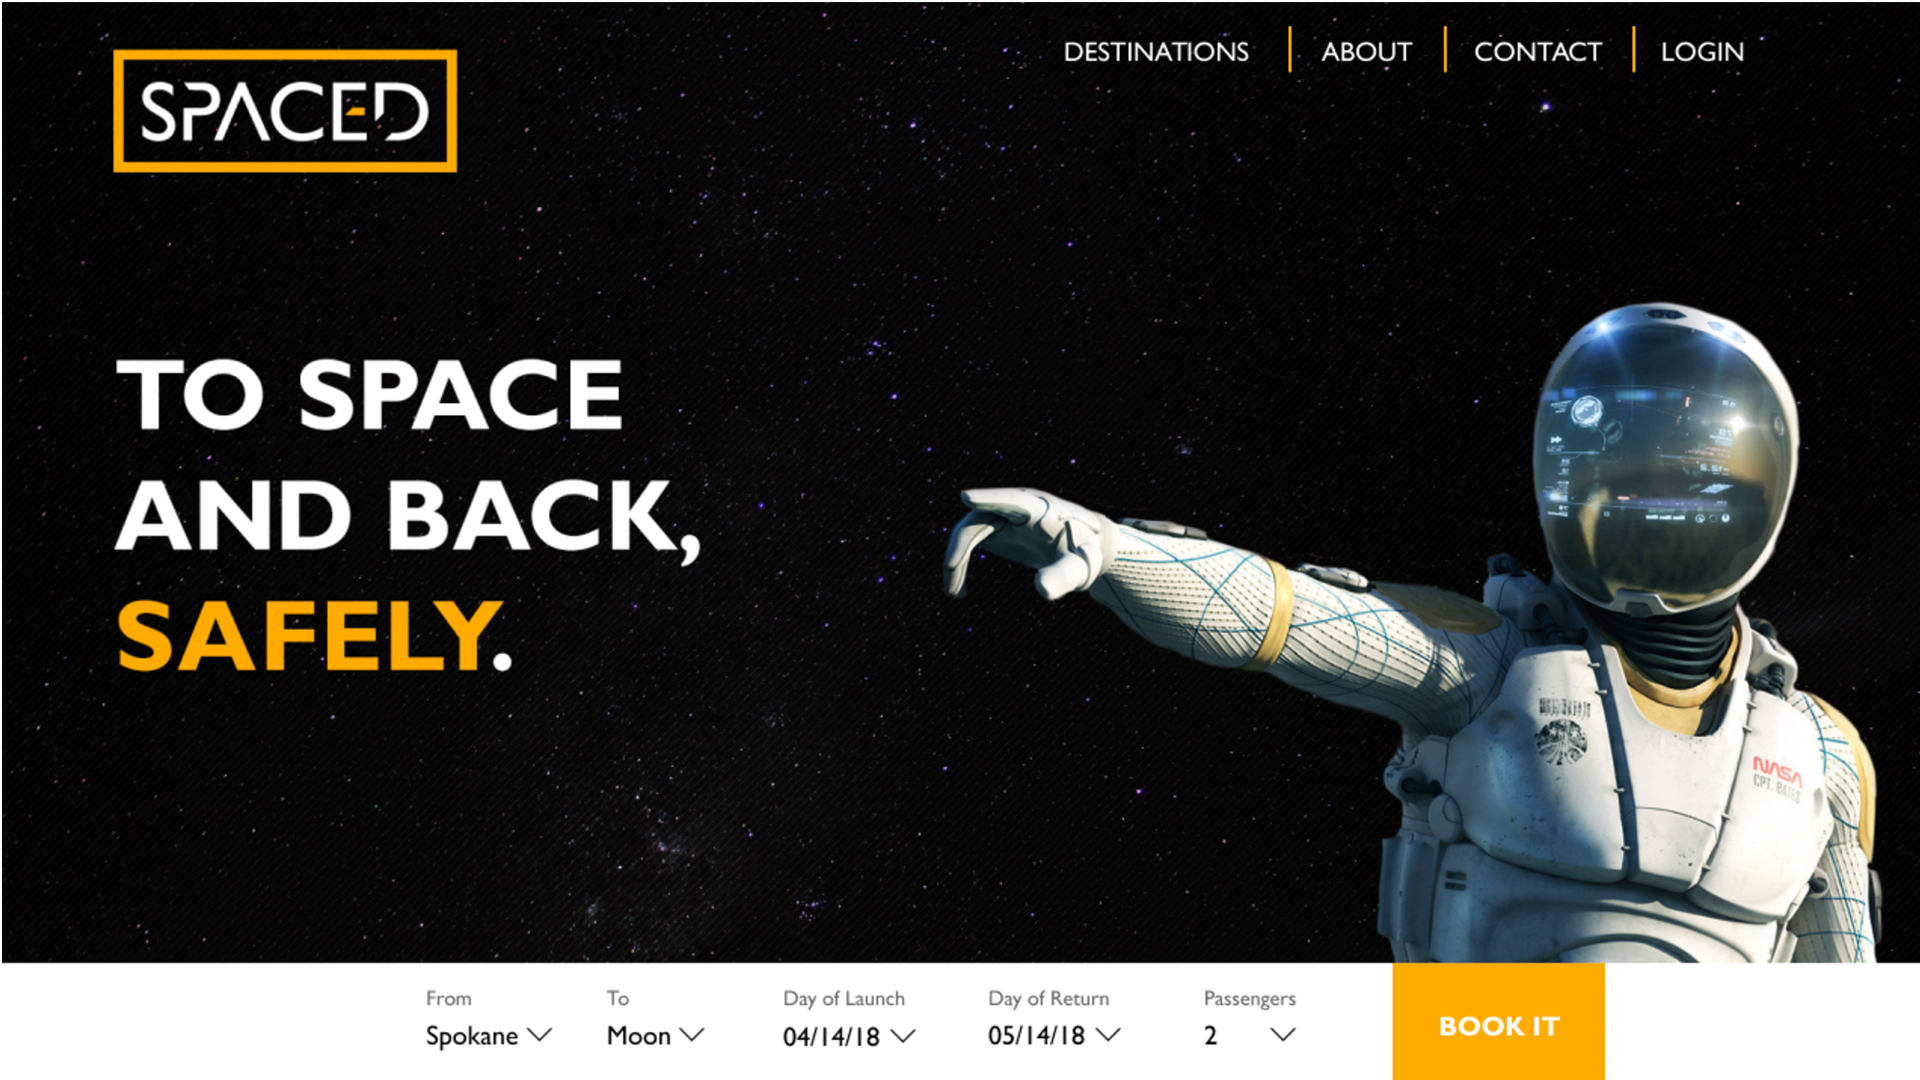 SPACED
DESTINATIONS
ABOUT
CONTACT
LOGIN
TO SPACE
AND BACK,
SAFELY.
NASA
CPT. BATES
From
Spokane
To
Moon
Day of Launch
04/14/18
Day of Return
05/14/18
Passengers
2
BOOK IT